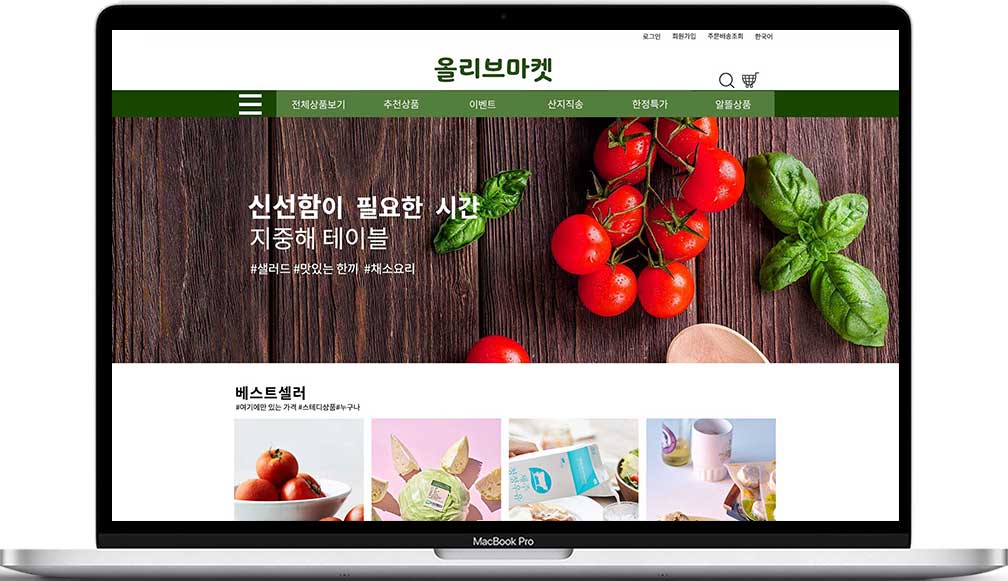 로그인 회원가입 주문배송조회 한국어
올리브마켓
전체상품보기 추천상품 이벤트 산지직송 한정특가 알뜰상품
신선함이 필요한 시간
지중해 테이블
#샐러드 #맛있는 한끼 #채소요리
베스트셀러
#여기에만 있는 가격 #스테디상품#누구나
MacBook Pro